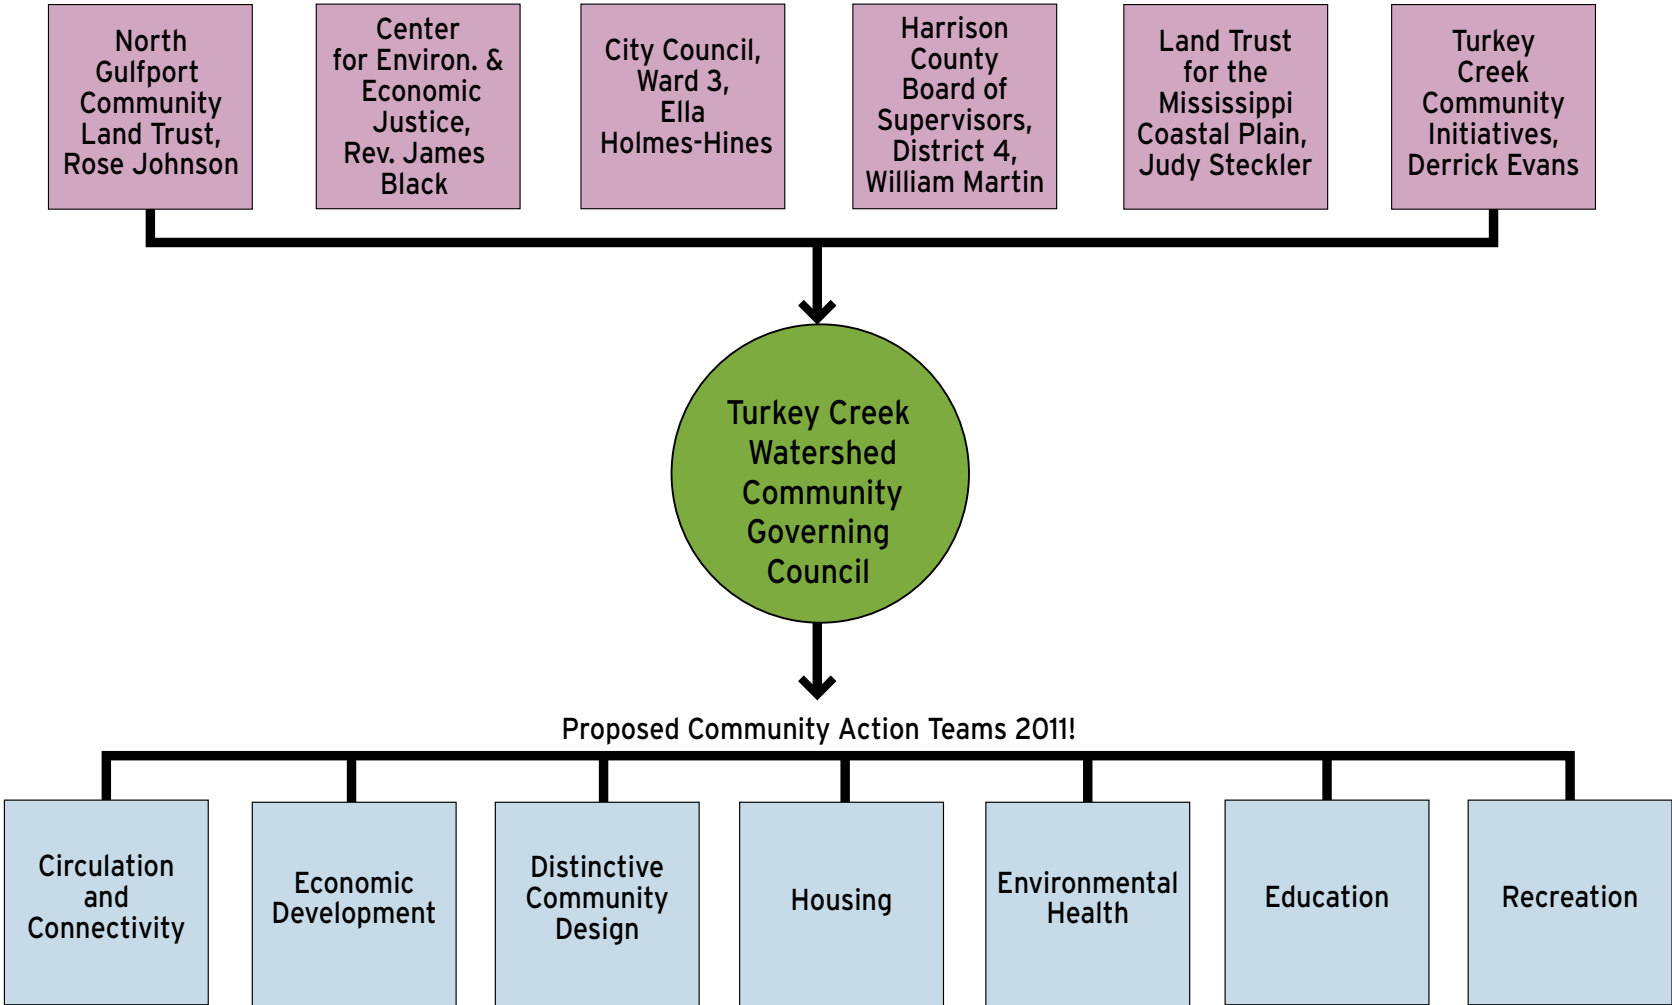 North
Gulfport
Community
Land Trust,
Rose Johnson
Center
for Environ. &
Economic
Justice,
Rev. James
Black
City Council,
Ward 3,
Ella
Holmes-Hines
Harrison
County
Board of
Supervisors,
District 4,
William Martin
Land Trust
for the
Mississippi
Coastal Plain,
Judy Steckler
Turkey
Creek
Community
Initiatives,
Derrick Evans
Turkey Creek
Watershed
Community
Governing
Council
Proposed Community Action Teams 2011!
Circulation
and
Connectivity
Economic
Development
Distinctive
Community
Design
Housing
Environmental
Health
Education
Recreation